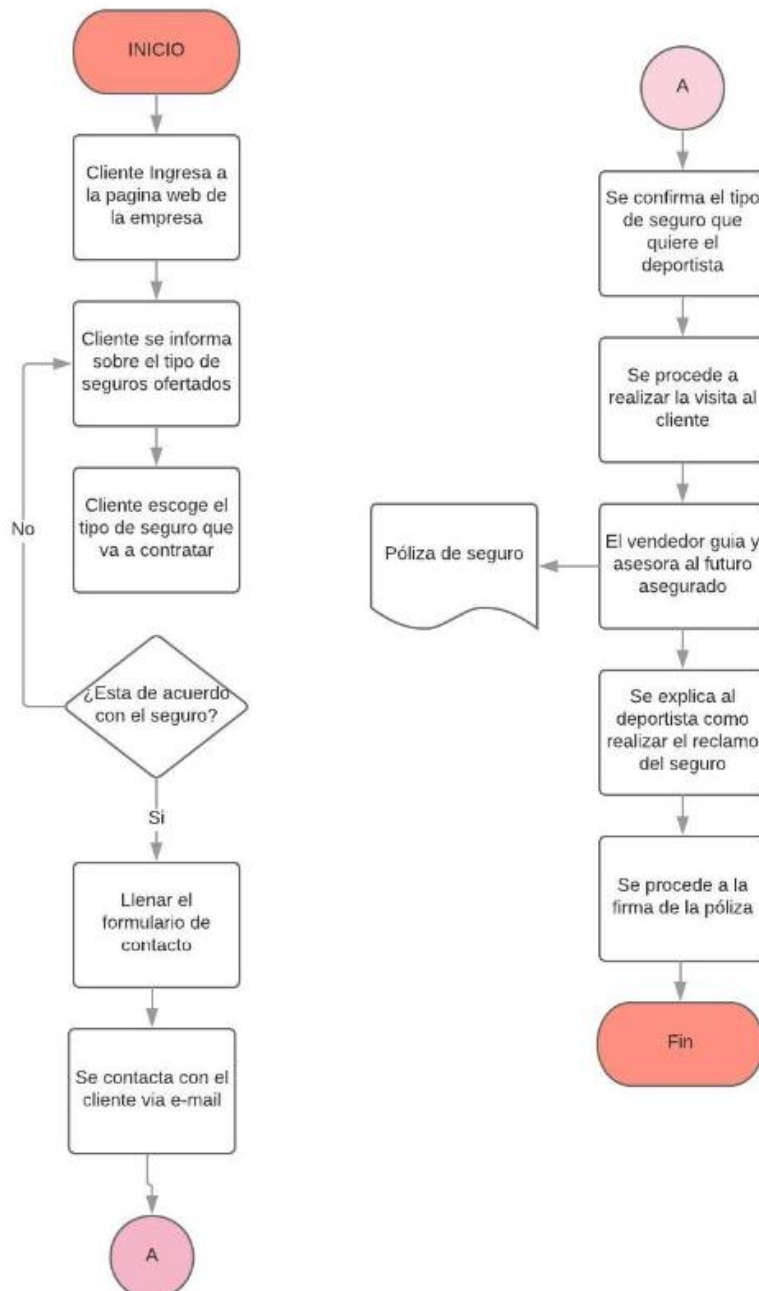 INICIO
Cliente Ingresa a
la pagina web de
la empresa
Cliente se informa
sobre el tipo de
seguros ofertados
Cliente escoge el
tipo de seguro que
va a contratar
No
¿Esta de acuerdo
con el seguro?
Si
Llenar el
formulario de
contacto
Se contacta con el
cliente via e-mail
A
A
Se confirma el tipo
de seguro que
quiere el
deportista
Se procede a
realizar la visita al
cliente
El vendedor guia y
asesora al futuro
asegurado
Póliza de seguro
Se explica al
deportista como
realizar el reclamo
del seguro
Se procede a la
firma de la póliza
Fin